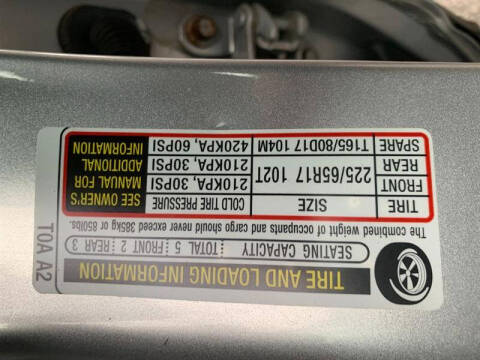 TIRE AND LOADING INFORMATION
SEATING CAPACITY TOTAL 5 FRONT 2 REAR 3
The combined weight of occupants and cargo should never exceed 385kg or 850lbs.
TIRE SIZE COLD TIRE PRESSURE
FRONT 225/65R17 102T 210KPA, 30PSI
REAR 210KPA, 30PSI
SPARE T165/80D17 104M 420KPA, 60PSI
SEE OWNER'S
MANUAL FOR
ADDITIONAL
INFORMATION
T0A A2